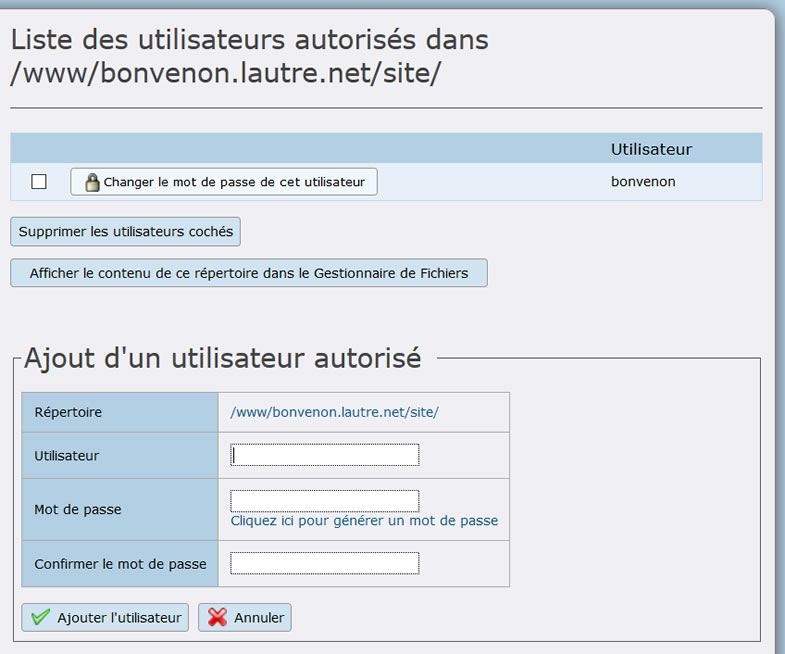 Liste des utilisateurs autorisés dans
/www/bonvenon.lautre.net/site/
Utilisateur
Changer le mot de passe de cet utilisateur
bonvenon
Supprimer les utilisateurs cochés
Afficher le contenu de ce répertoire dans le Gestionnaire de Fichiers
Ajout d'un utilisateur autorisé
Répertoire
/www/bonvenon.lautre.net/site/
Utilisateur
Mot de passe
Cliquez ici pour générer un mot de passe
Confirmer le mot de passe
Ajouter l'utilisateur
Annuler